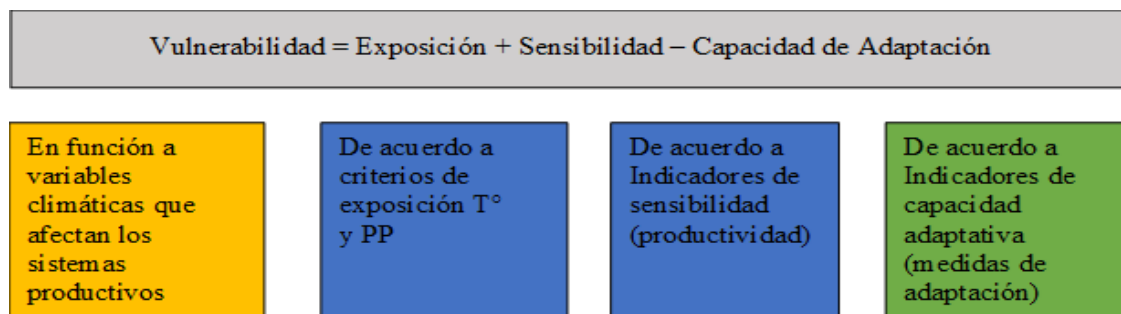 Vulnerabilidad = Exposición + Sensibilidad – Capacidad de Adaptación
En función a
variables
climáticas que
afectan los
sistemas
productivos
De acuerdo a
criterios de
exposición T°
y PP
De acuerdo a
Indicadores de
sensibilidad
(productividad)
De acuerdo a
Indicadores de
capacidad
adaptativa
(medidas de
adaptación)